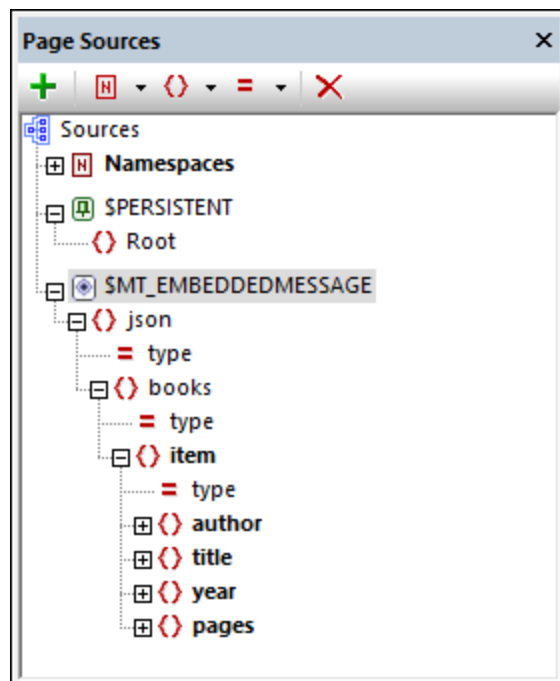 Page Sources
Sources
Namespaces
$PERSISTENT
Root
$MT_EMBEDDEDMESSAGE
json
type
books
type
item
type
author
title
year
pages